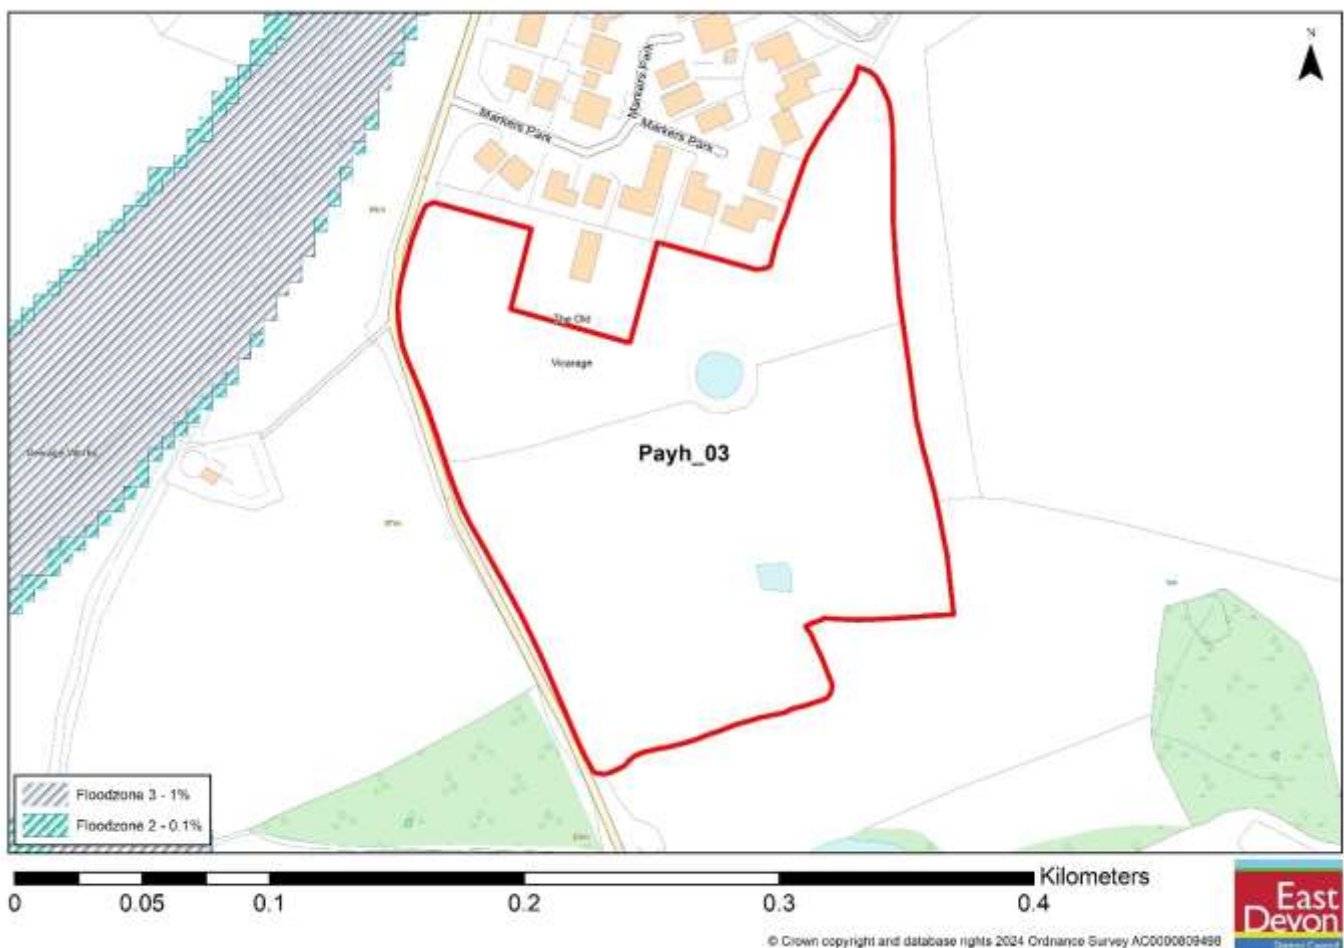 N
Markers Park
Markers Park
Markers Park
The Old
Vicarage
Payh_03
Floodzone 3 - 1%
Floodzone 2 - 0.1%
Kilometers
0 0.05 0.1 0.2 0.3 0.4
East
Devon
© Crown copyright and database rights 2024 Ordnance Survey